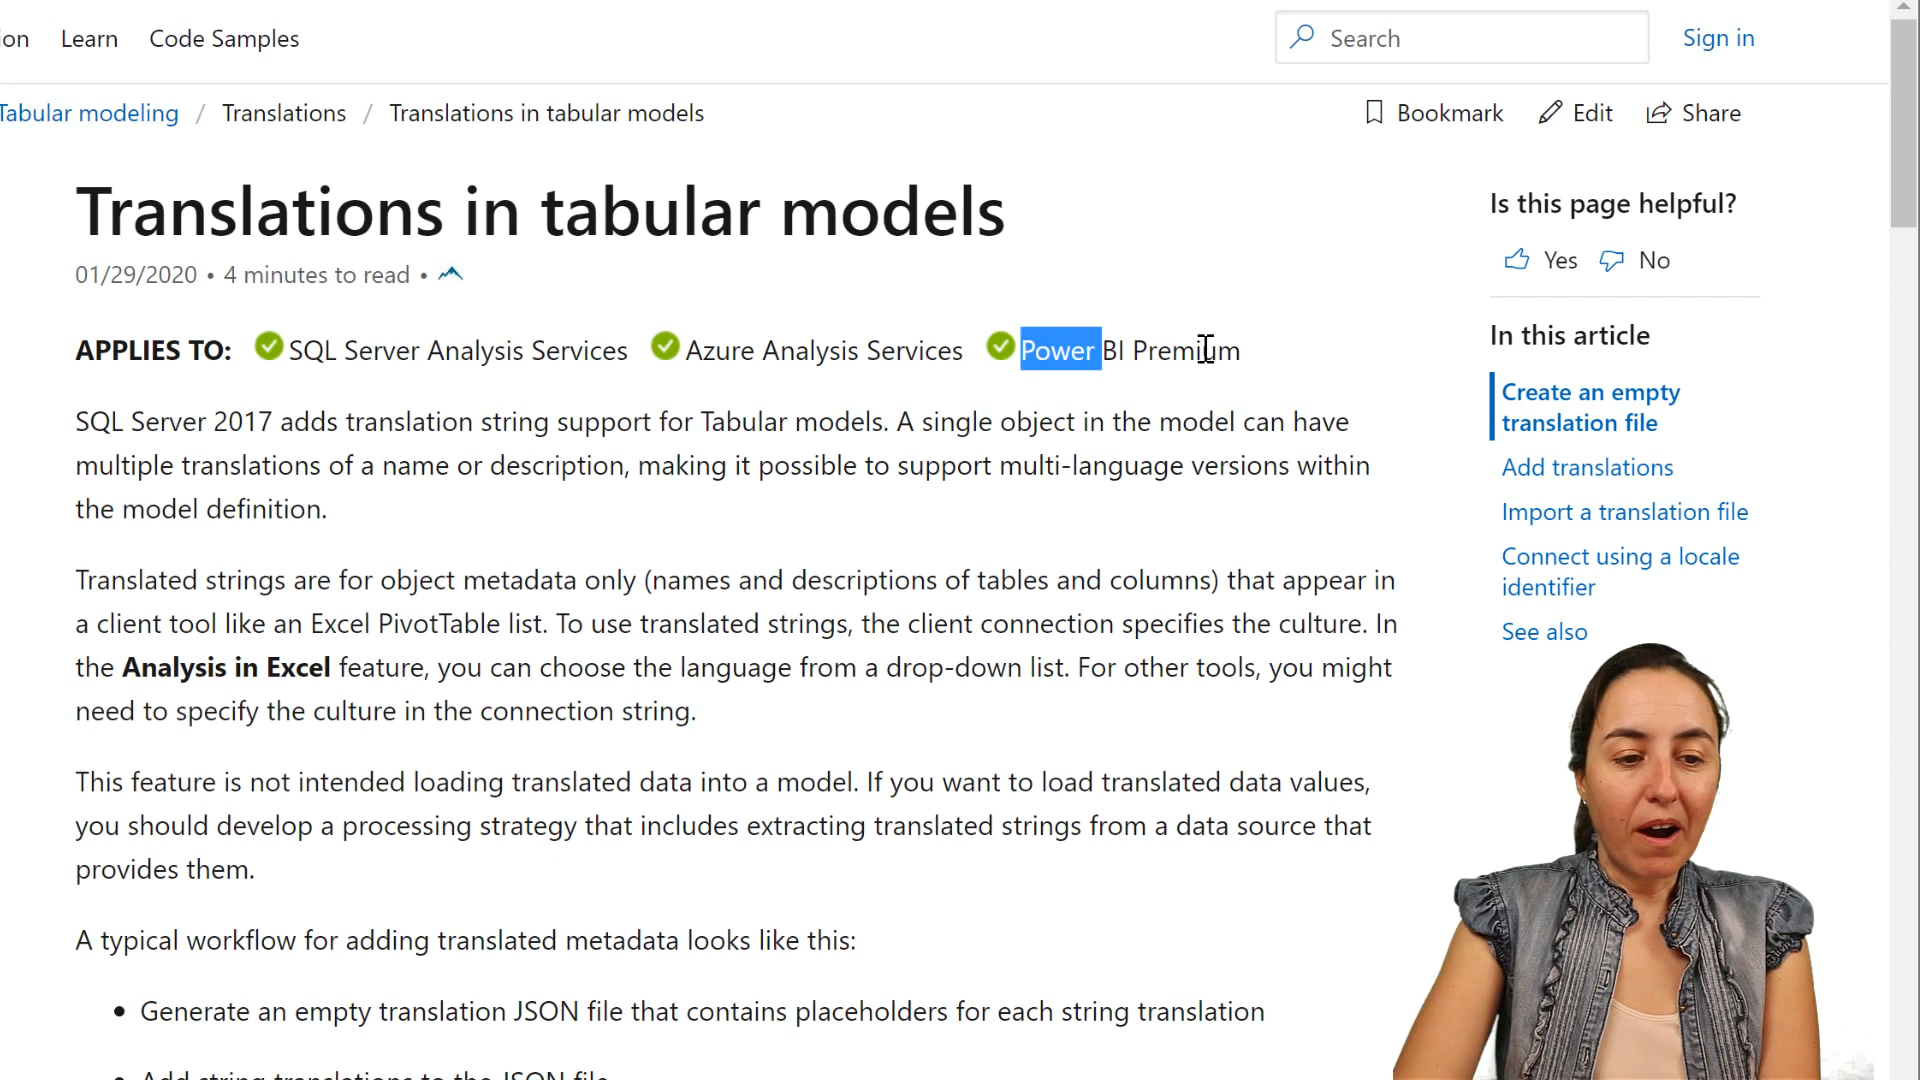 ion Learn Code Samples Search Sign in
Tabular modeling / Translations / Translations in tabular models Bookmark Edit Share
Translations in tabular models
01/29/2020 • 4 minutes to read •
APPLIES TO: SQL Server Analysis Services Azure Analysis Services Power BI Premium
SQL Server 2017 adds translation string support for Tabular models. A single object in the model can have
multiple translations of a name or description, making it possible to support multi-language versions within
the model definition.
Translated strings are for object metadata only (names and descriptions of tables and columns) that appear in
a client tool like an Excel PivotTable list. To use translated strings, the client connection specifies the culture. In
the Analysis in Excel feature, you can choose the language from a drop-down list. For other tools, you might
need to specify the culture in the connection string.
This feature is not intended loading translated data into a model. If you want to load translated data values,
you should develop a processing strategy that includes extracting translated strings from a data source that
provides them.
A typical workflow for adding translated metadata looks like this:
• Generate an empty translation JSON file that contains placeholders for each string translation
• Add string translations to the JSON file
Is this page helpful?
Yes No
In this article
Create an empty
translation file
Add translations
Import a translation file
Connect using a locale
identifier
See also